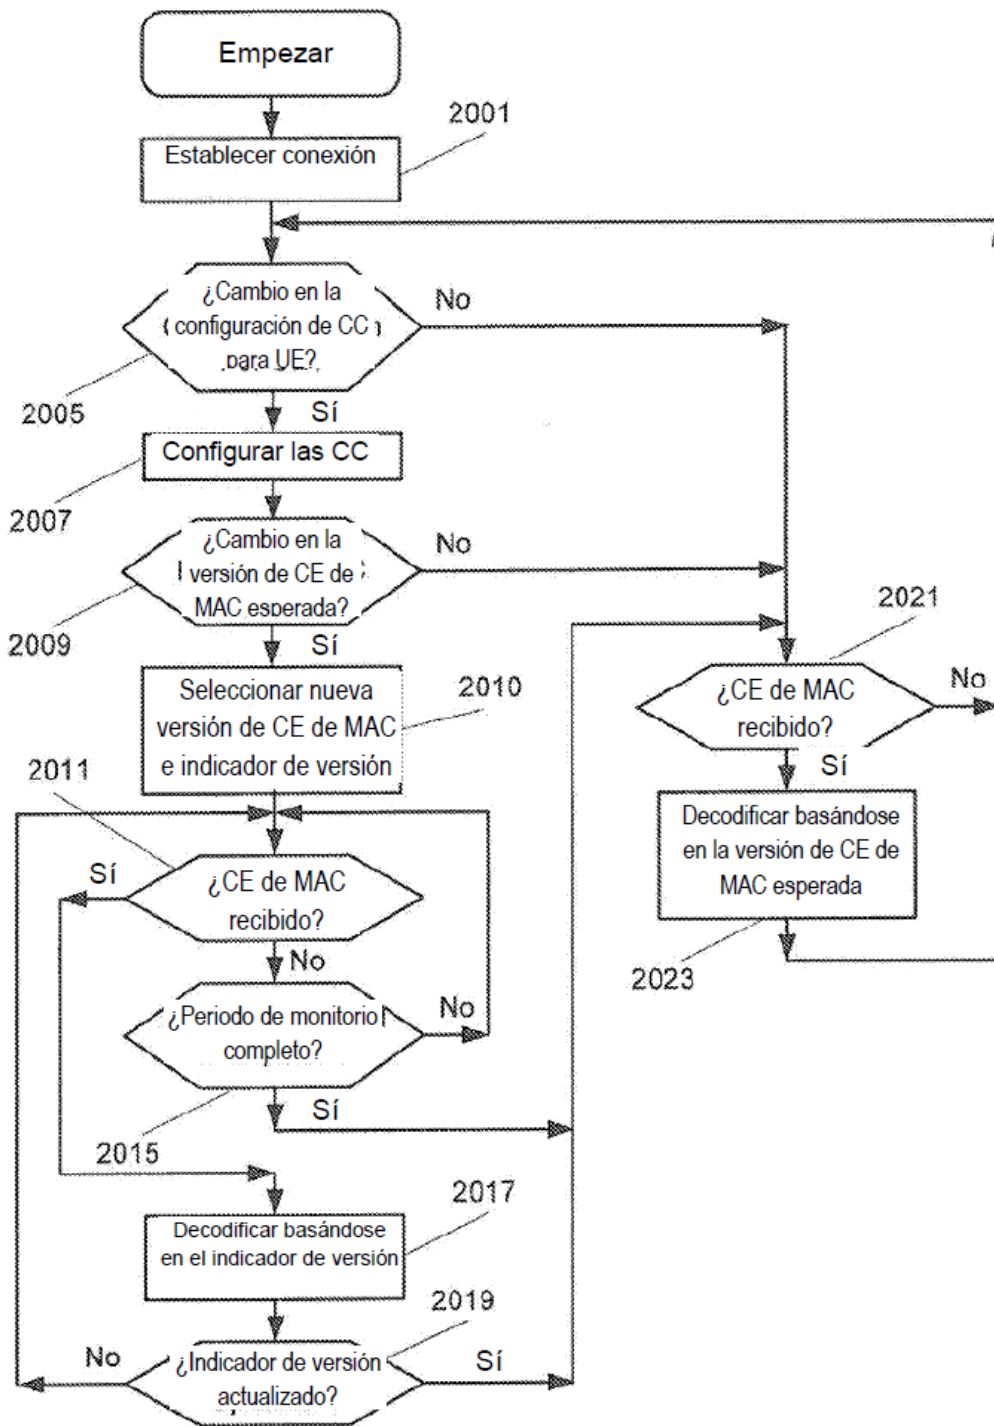 Empezar
2001
Establecer conexión
¿Cambio en la
configuración de CC
para UE?
No
2005
Sí
Configurar las CC
2007
¿Cambio en la
versión de CE de
MAC esperada?
No
2009
Sí
2021
Seleccionar nueva
versión de CE de MAC
e indicador de versión
2010
¿CE de MAC
recibido?
No
2011
Sí
Sí
¿CE de MAC
recibido?
Decodificar basándose
en la versión de CE de
MAC esperada
No
2023
¿Periodo de monitorio
completo?
No
Sí
2015
2017
Decodificar basándose
en el indicador de versión
2019
No
¿Indicador de versión
actualizado?
Sí